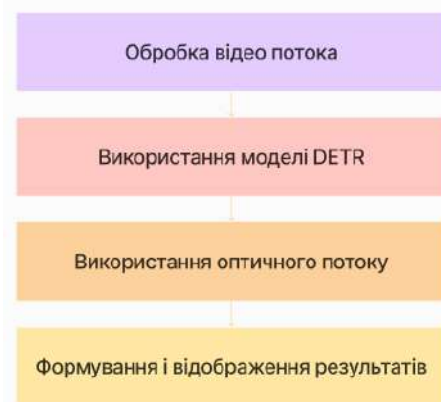 Обробка відео потока
Використання моделі DETR
Використання оптичного потоку
Формування і відображення результатів